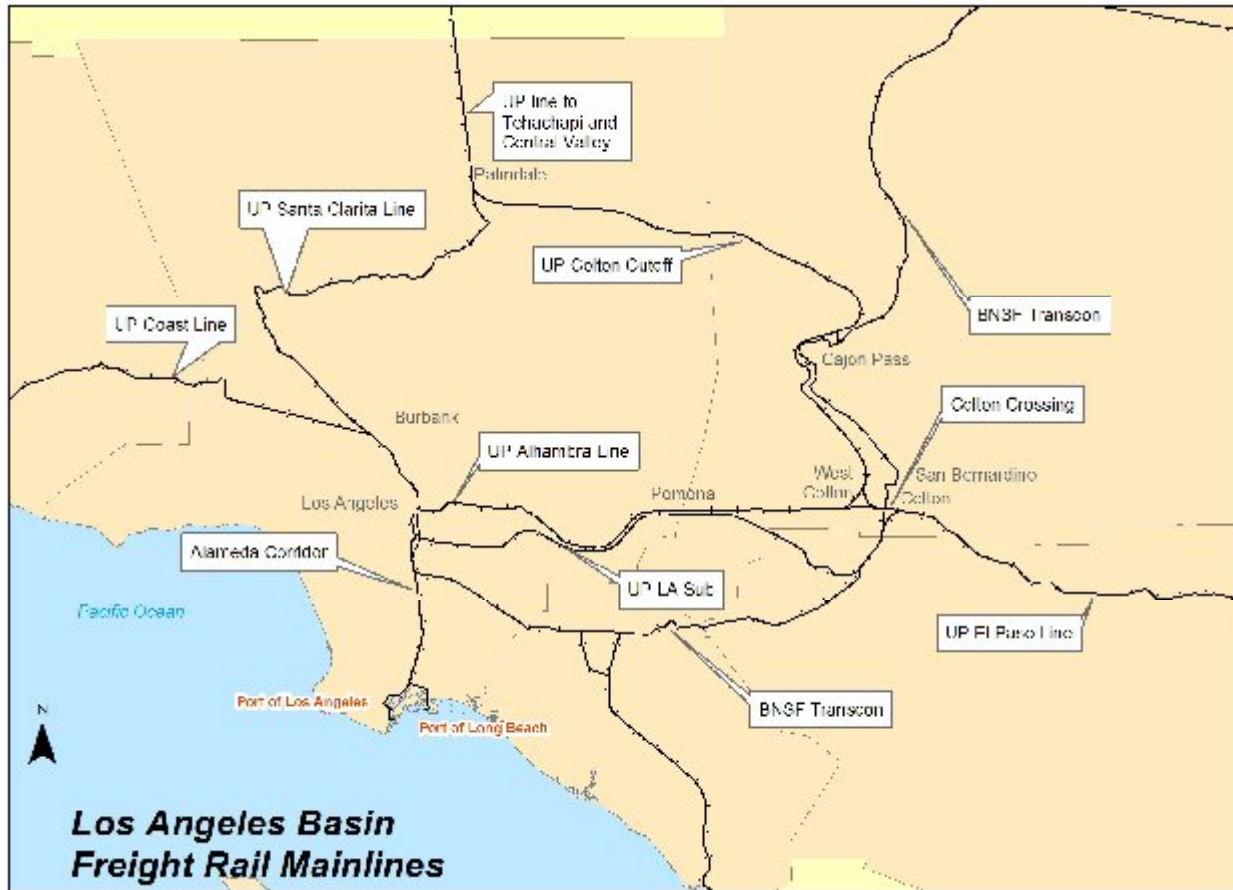 UP line to
Tehachapi and
Central Valley
Palmdale
UP Santa Clarita Line
UP Colton Cutoff
BNSF Transcon
UP Coast Line
Cajon Pass
Colton Crossing
Burbank
UP Alhambra Line
West
Colton
San Bernardino
Colton
Pomona
Los Angeles
Alameda Corridor
UP LA Sub
Pacific Ocean
UP El Paso Line
Port of Los Angeles
BNSF Transcon
Port of Long Beach
N
Los Angeles Basin
Freight Rail Mainlines